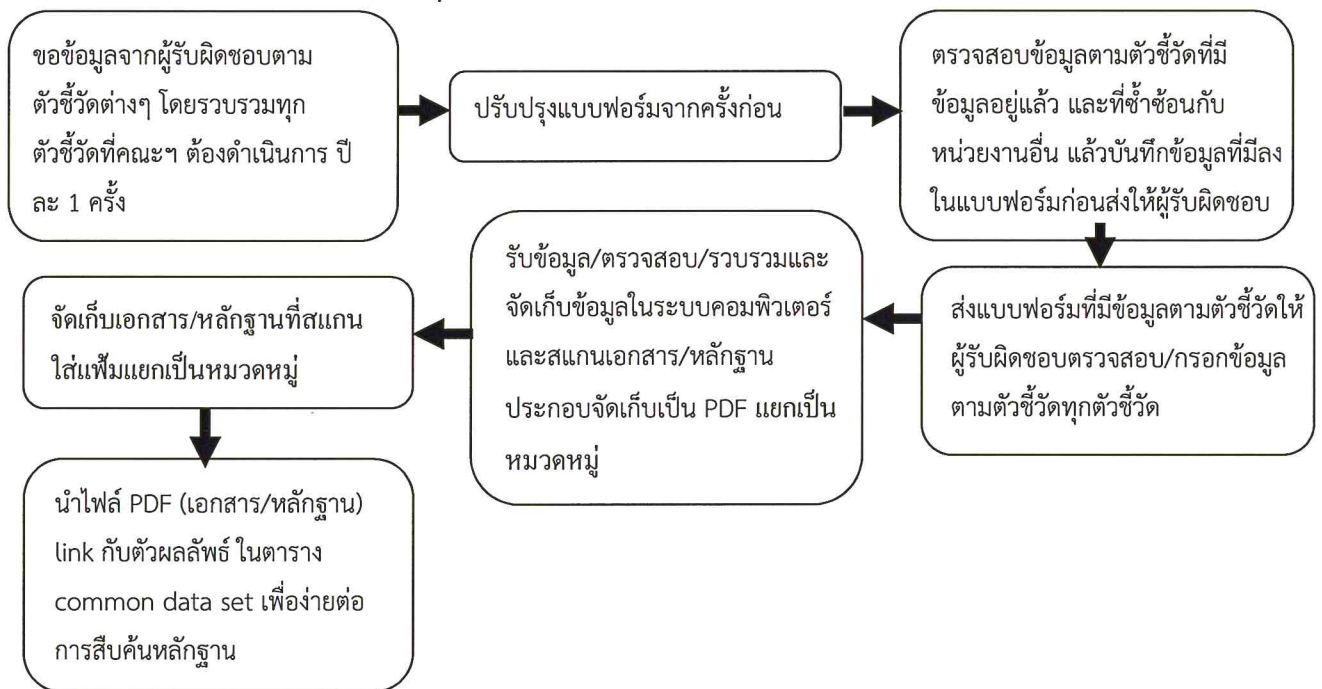 ขอข้อมูลจากผู้รับผิดชอบตาม
ตัวชี้วัดต่างๆ โดยรวบรวมทุก
ตัวชี้วัดที่คณะฯ ต้องดำเนินการ ปี
ละ 1 ครั้ง
ปรับปรุงแบบฟอร์มจากครั้งก่อน
ตรวจสอบข้อมูลตามตัวชี้วัดที่มี
ข้อมูลอยู่แล้ว และที่ซ้ำซ้อนกับ
หน่วยงานอื่น แล้วบันทึกข้อมูลที่มีลง
ในแบบฟอร์มก่อนส่งให้ผู้รับผิดชอบ
ส่งแบบฟอร์มที่มีข้อมูลตามตัวชี้วัดให้
ผู้รับผิดชอบตรวจสอบ/กรอกข้อมูล
ตามตัวชี้วัดทุกตัวชี้วัด
รับข้อมูล/ตรวจสอบ/รวบรวมและ
จัดเก็บข้อมูลในระบบคอมพิวเตอร์
และสแกนเอกสาร/หลักฐาน
ประกอบจัดเก็บเป็น PDF แยกเป็น
หมวดหมู่
จัดเก็บเอกสาร/หลักฐานที่สแกน
ใส่แฟ้มแยกเป็นหมวดหมู่
นำไฟล์ PDF (เอกสาร/หลักฐาน)
link กับตัวผลลัพธ์ ในตาราง
common data set เพื่อง่ายต่อ
การสืบค้นหลักฐาน